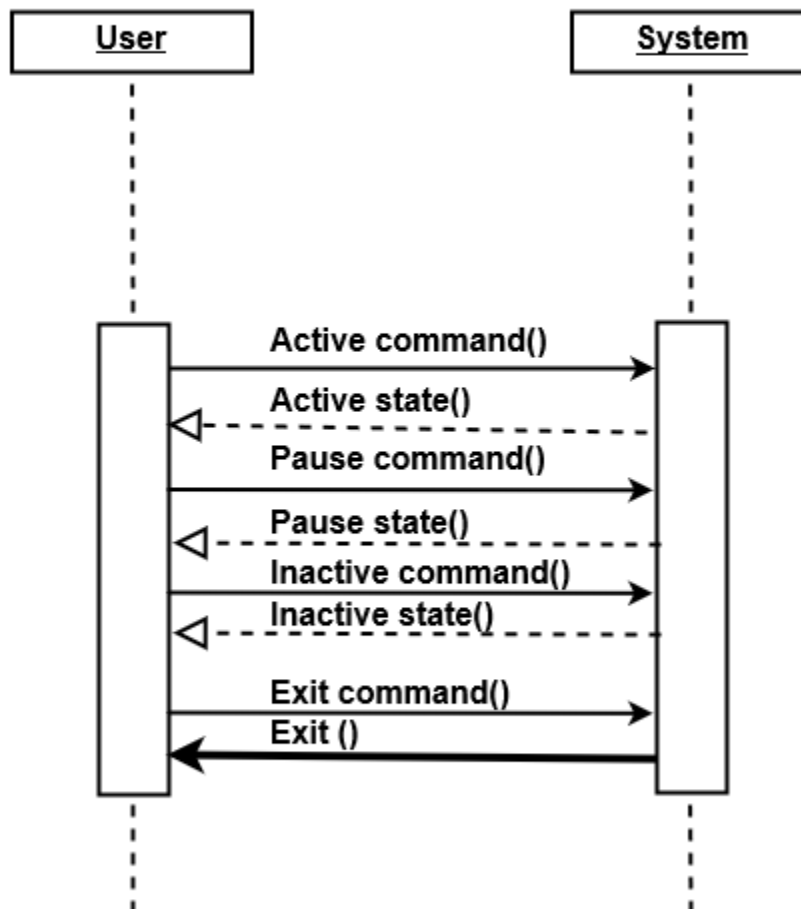 User
System
Active command()
Active state()
Pause command()
Pause state()
Inactive command()
Inactive state()
Exit command()
Exit ()